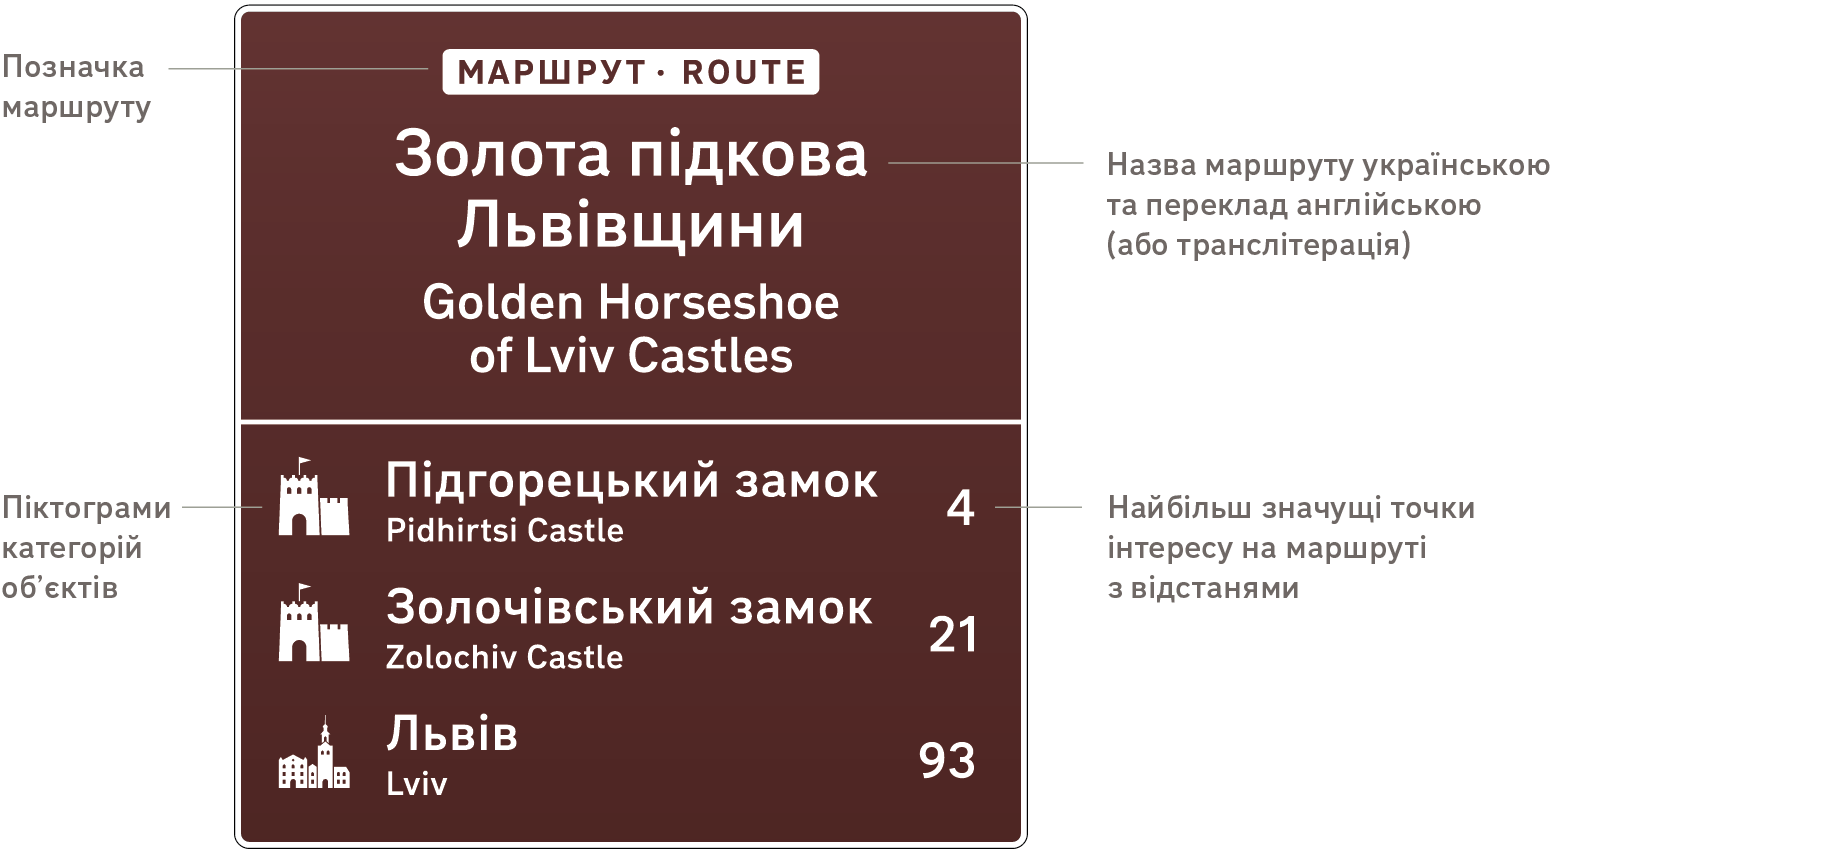 Позначка
маршруту
МАРШРУТ · ROUTE
Золота підкова
Львівщини
Golden Horseshoe
of Lviv Castles
Назва маршруту українською
та переклад англійською
(або транслітерація)
Піктограми
категорій
об’єктів
Підгорецький замок
Pidhirtsi Castle
4
Золочівський замок
Zolochiv Castle
21
Львів
Lviv
93
Найбільш значущі точки
інтересу на маршруті
з відстанями